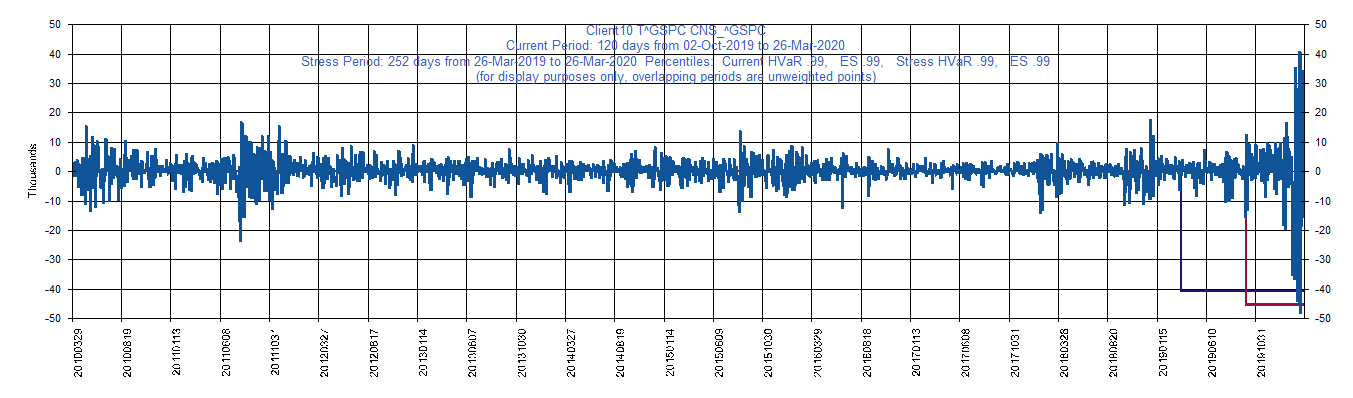 Client10 T^GSPC CNS_^GSPC
Current Period: 120 days from 02-Oct-2019 to 26-Mar-2020
Stress Period: 252 days from 26-Mar-2019 to 26-Mar-2020 Percentiles: Current HVaR .99, ES .99, Stress HVaR .99, ES .99
(for display purposes only, overlapping periods are unweighted points)
50 50
40 40
30 30
20 20
10 10
0 0
-10 -10
-20 -20
-30 -30
-40 -40
-50 -50
Thousands
20100329 20100819 20110113 20110608 20111031 20120327 20120817 20130114 20130607 20131030 20140327 20140819 20150114 20150609 20151030 20160329 20160818 20170113 20170608 20171031 20180328 20180820 20190115 20190610 20191031